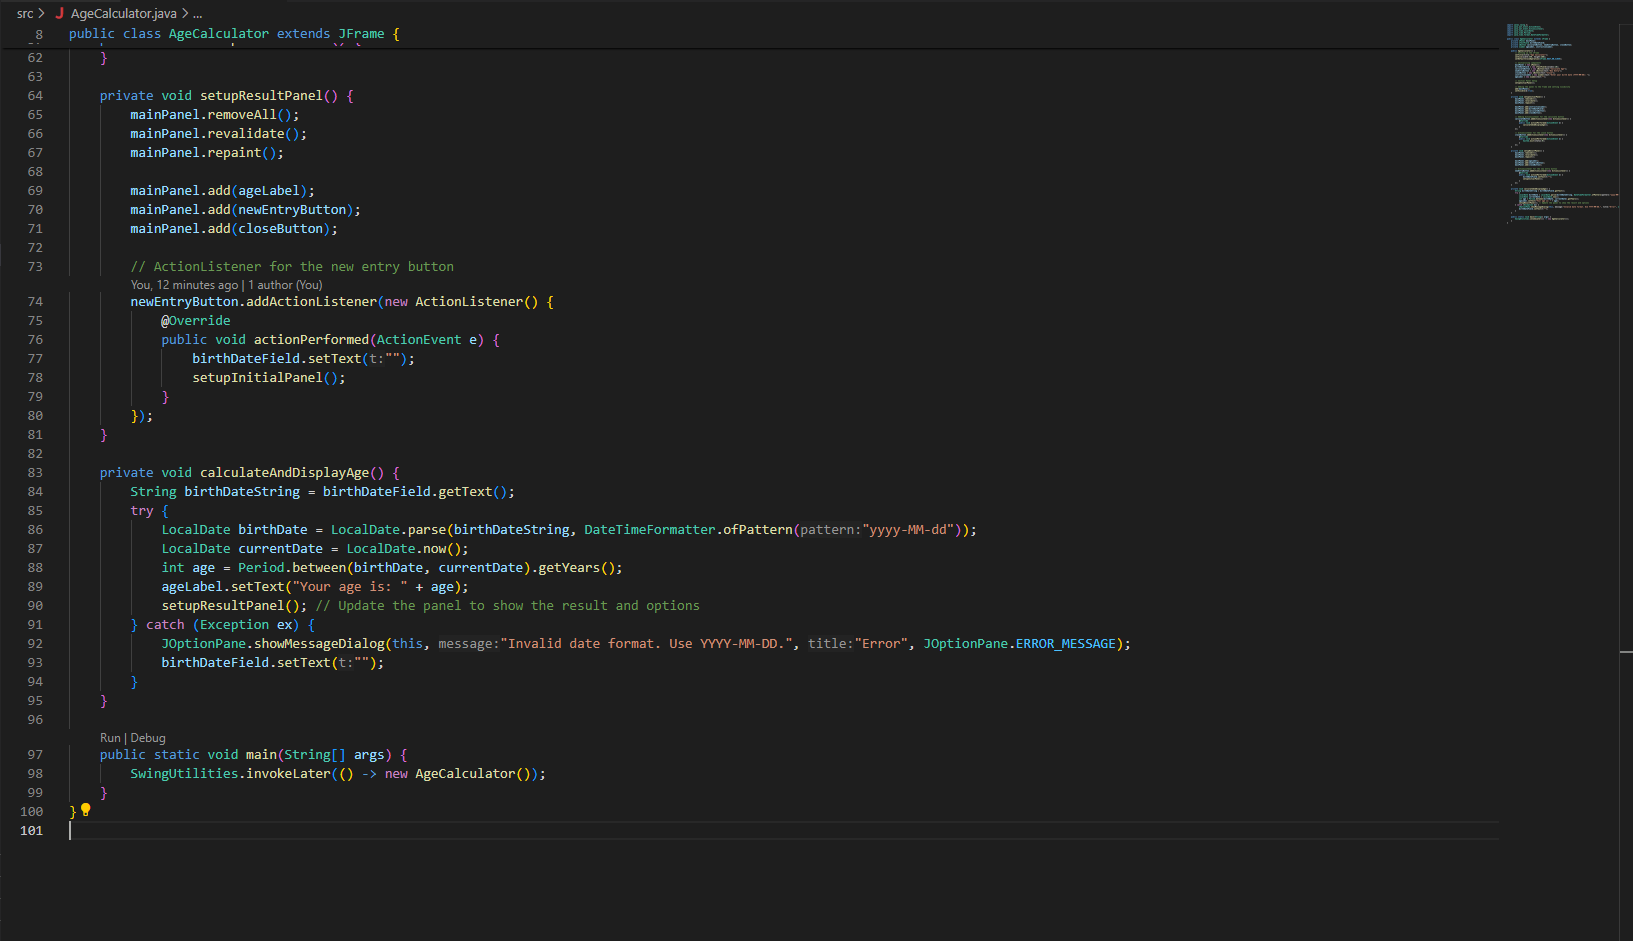 src > J AgeCalculator.java > ...
8 public class AgeCalculator extends JFrame {
62 }
63
64 private void setupResultPanel() {
65 mainPanel.removeAll();
66 mainPanel.revalidate();
67 mainPanel.repaint();
68
69 mainPanel.add(ageLabel);
70 mainPanel.add(newEntryButton);
71 mainPanel.add(closeButton);
72
73 // ActionListener for the new entry button
You, 12 minutes ago | 1 author (You)
74 newEntryButton.addActionListener(new ActionListener() {
75 @Override
76 public void actionPerformed(ActionEvent e) {
77 birthDateField.setText(t:"");
78 setupInitialPanel();
79 }
80 });
81 }
82
83 private void calculateAndDisplayAge() {
84 String birthDateString = birthDateField.getText();
85 try {
86 LocalDate birthDate = LocalDate.parse(birthDateString, DateTimeFormatter.ofPattern(pattern:"yyyy-MM-dd"));
87 LocalDate currentDate = LocalDate.now();
88 int age = Period.between(birthDate, currentDate).getYears();
89 ageLabel.setText("Your age is: " + age);
90 setupResultPanel(); // Update the panel to show the result and options
91 } catch (Exception ex) {
92 JOptionPane.showMessageDialog(this, message:"Invalid date format. Use YYYY-MM-DD.", title:"Error", JOptionPane.ERROR_MESSAGE);
93 birthDateField.setText(t:"");
94 }
95 }
96
Run | Debug
97 public static void main(String[] args) {
98 SwingUtilities.invokeLater(() -> new AgeCalculator());
99 }
100 }
101